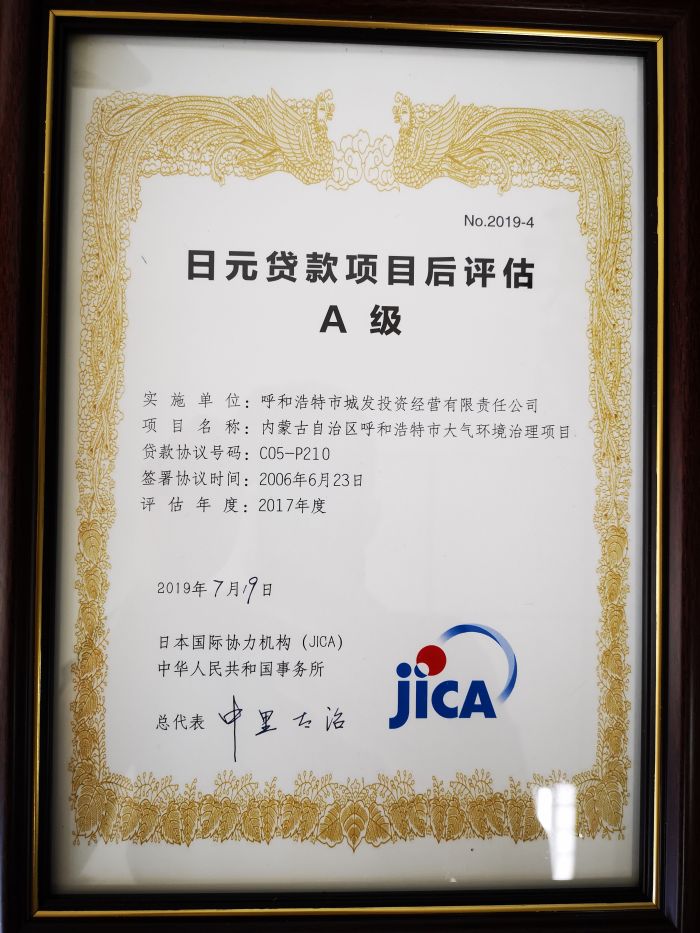 No.2019-4
日元贷款项目后评估
A 级
实施单位：呼和浩特市城发投资经营有限责任公司
项目名称：内蒙古自治区呼和浩特市大气环境治理项目
贷款协议号码：C05-P210
签署协议时间：2006年6月23日
评估年度：2017年度
2019年7月19日
日本国际协力机构（JICA）
中华人民共和国事务所
总代表 中里太治
jICA